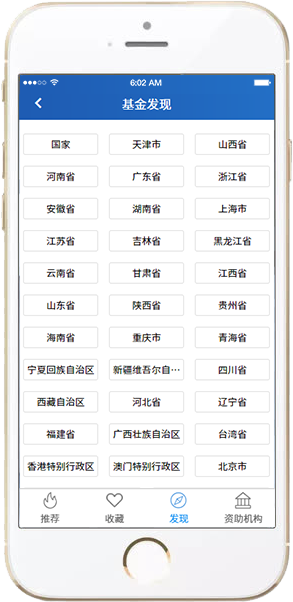 6:02 AM
基金发现
国家 天津市 山西省
河南省 广东省 浙江省
安徽省 湖南省 上海市
江苏省 吉林省 黑龙江省
云南省 甘肃省 江西省
山东省 陕西省 贵州省
海南省 重庆市 青海省
宁夏回族自治区 新疆维吾尔自… 四川省
西藏自治区 河北省 辽宁省
福建省 广西壮族自治区 台湾省
香港特别行政区 澳门特别行政区 北京市
推荐 收藏 发现 资助机构